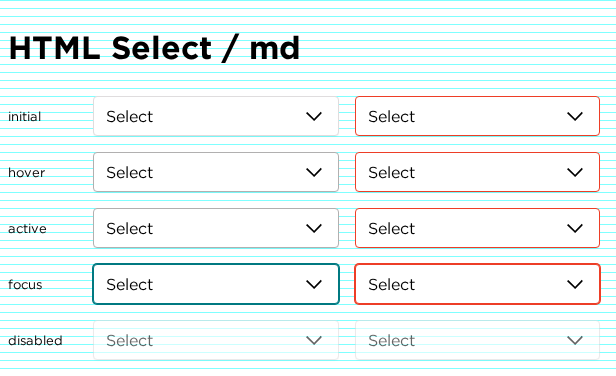 HTML Select / md
initial Select Select
hover Select Select
active Select Select
focus Select Select
disabled Select Select